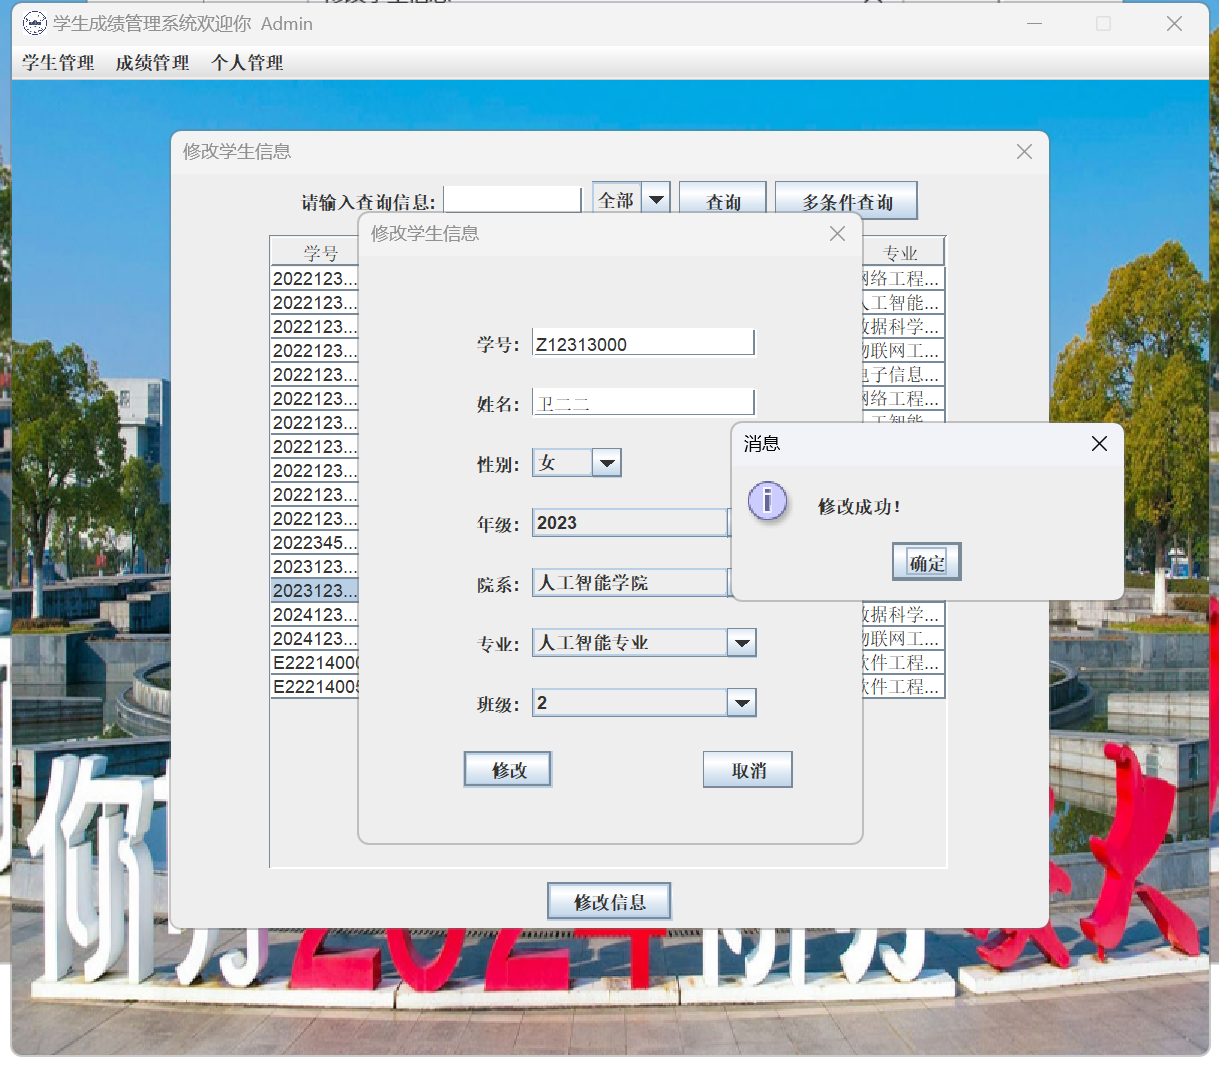 学生成绩管理系统欢迎你 Admin
学生管理 成绩管理 个人管理
修改学生信息
请输入查询信息: 全部 查询 多条件查询
修改学生信息
学号 专业
2022123... 网络工程...
2022123... 人工智能...
2022123... 数据科学...
2022123... 物联网工...
2022123... 电子信息...
2022123... 网络工程...
2022123... 工智能
2022123...
2022123...
2022123...
2022123...
2022345...
2023123...
2023123...
2024123... 数据科学...
2024123... 物联网工...
E2221400 软件工程...
E2221400 软件工程...
学号: Z12313000
姓名: 卫二二
性别: 女
年级: 2023
院系: 人工智能学院
专业: 人工智能专业
班级: 2
修改 取消
消息
修改成功!
确定
修改信息
你好 2024